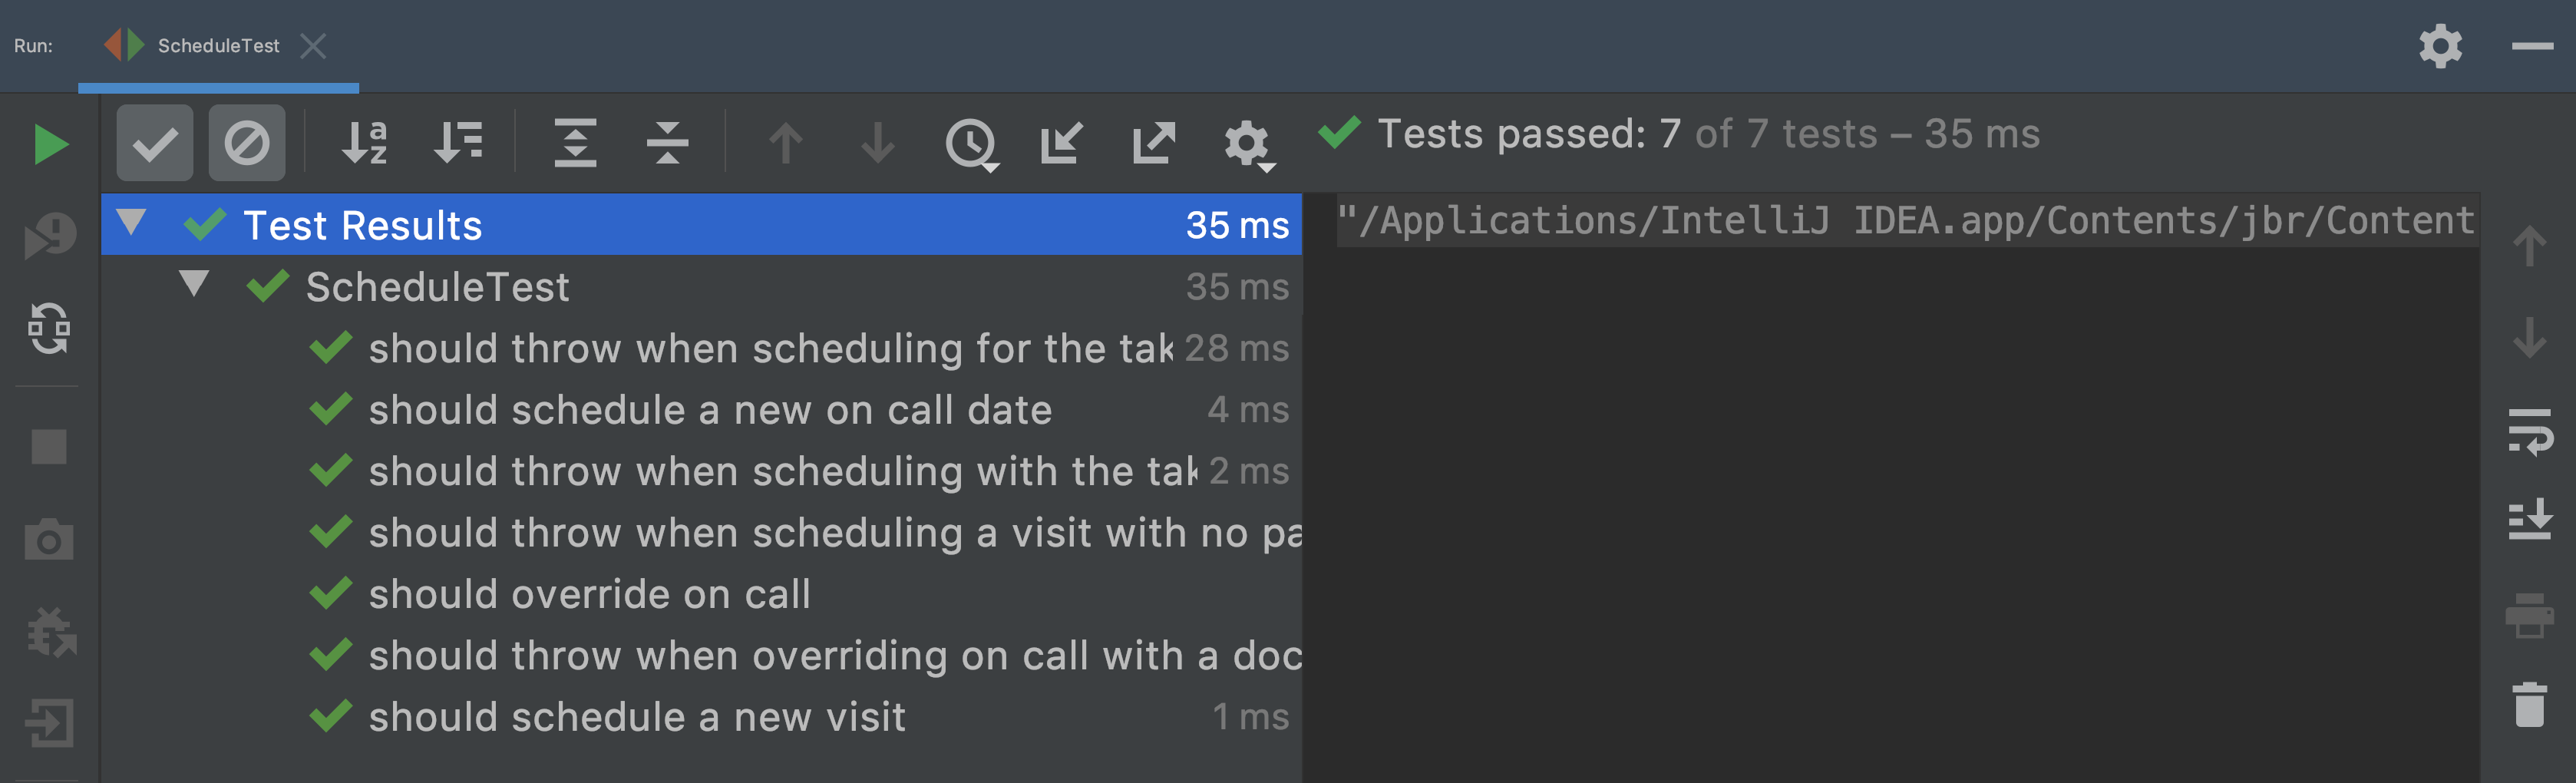 Run: ScheduleTest
Tests passed: 7 of 7 tests – 35 ms
Test Results 35 ms
"/Applications/IntelliJ IDEA.app/Contents/jbr/Content
ScheduleTest 35 ms
should throw when scheduling for the tak 28 ms
should schedule a new on call date 4 ms
should throw when scheduling with the tak 2 ms
should throw when scheduling a visit with no pa
should override on call
should throw when overriding on call with a doc
should schedule a new visit 1 ms